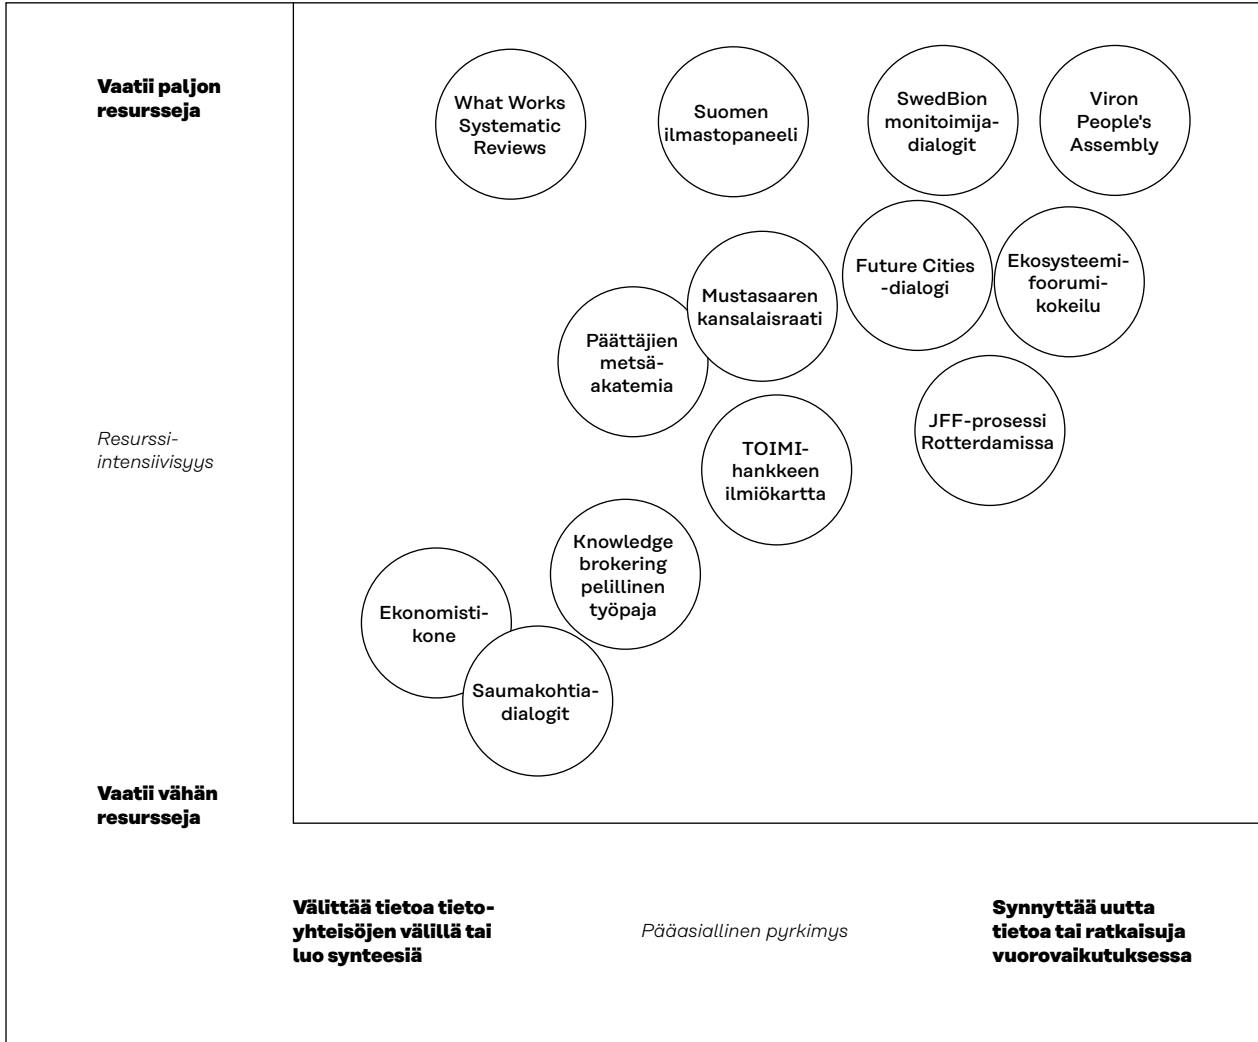 Vaatii paljon
resursseja
What Works
Systematic
Reviews
Suomen
ilmastopaneeli
SwedBion
monitoimija-
dialogit
Viron
People's
Assembly
Future Cities
-dialogi
Ekosysteemi-
foorumi-
kokeilu
Mustasaaren
kansalaisraati
Päättäjien
metsä-
akatemia
JFF-prosessi
Rotterdamissa
Resurssi-
intensiivisyys
TOIMI-
hankkeen
ilmiökartta
Knowledge
brokering
pelillinen
työpaja
Ekonomisti-
kone
Saumakohtia-
dialogit
Vaatii vähän
resursseja
Välittää tietoa tieto-
yhteisöjen välillä tai
luo synteesiä
Pääasiallinen pyrkimys
Synnyttää uutta
tietoa tai ratkaisuja
vuorovaikutuksessa